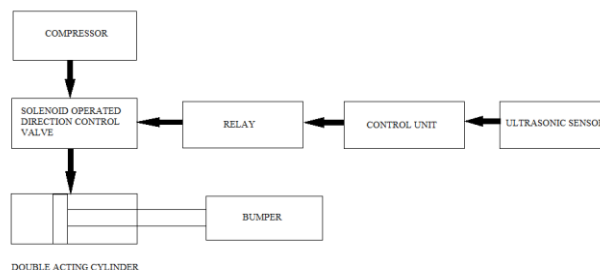 COMPRESSOR
SOLENOID OPERATED
DIRECTION CONTROL
VALVE
RELAY
CONTROL UNIT
ULTRASONIC SENSOR
BUMPER
DOUBLE ACTING CYLINDER